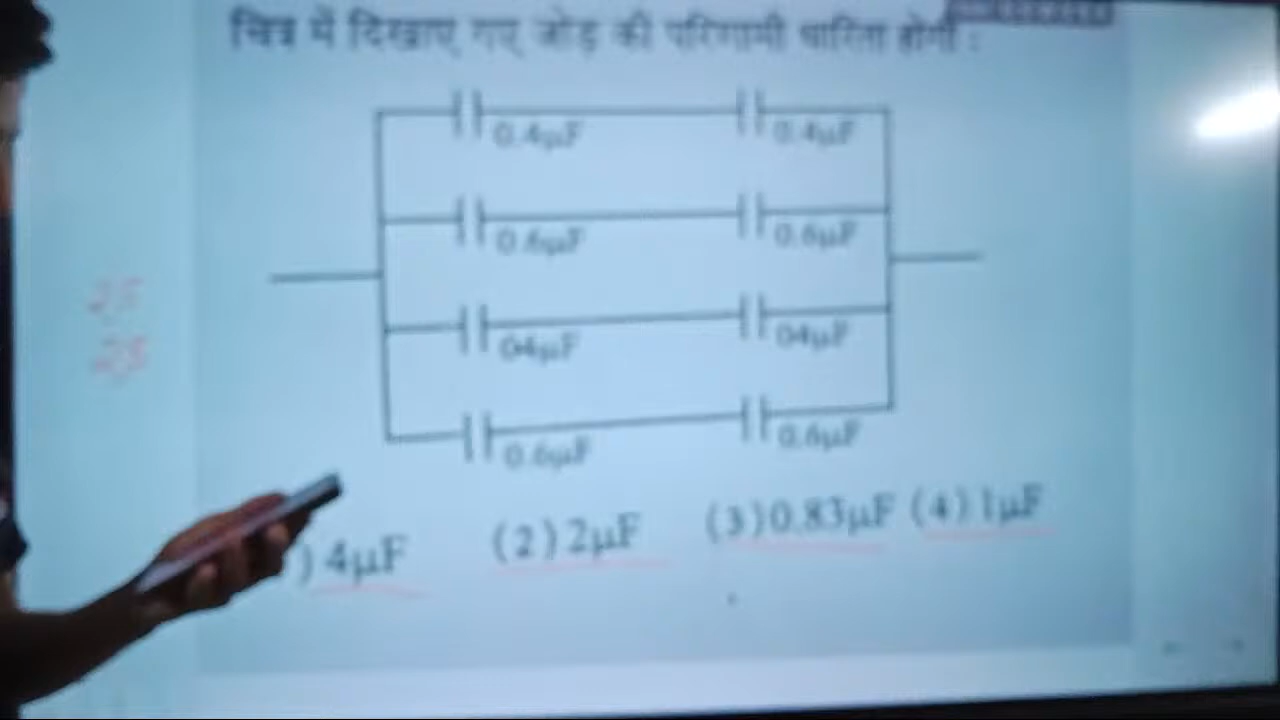 चित्र में दिखाए गए जोड़ की परिणामी धारिता होगी :
0.4μF 0.4μF
0.6μF 0.6μF
04μF 04μF
0.6μF 0.6μF
) 4μF (2) 2μF (3) 0.83μF (4) 1μF